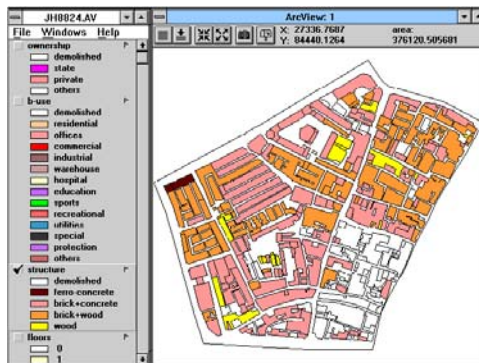 JH8824.AV
File Windows Help
ownership
demolished
state
private
others
b-use
demolished
residential
offices
commercial
industrial
warehouse
hospital
education
sports
recreational
utilities
special
protection
others
structure
demolished
ferro-concrete
brick+concrete
brick+wood
wood
floors
0
1
ArcView: 1
X: 27336.7687 area:
Y: 84440.1264 376120.505681